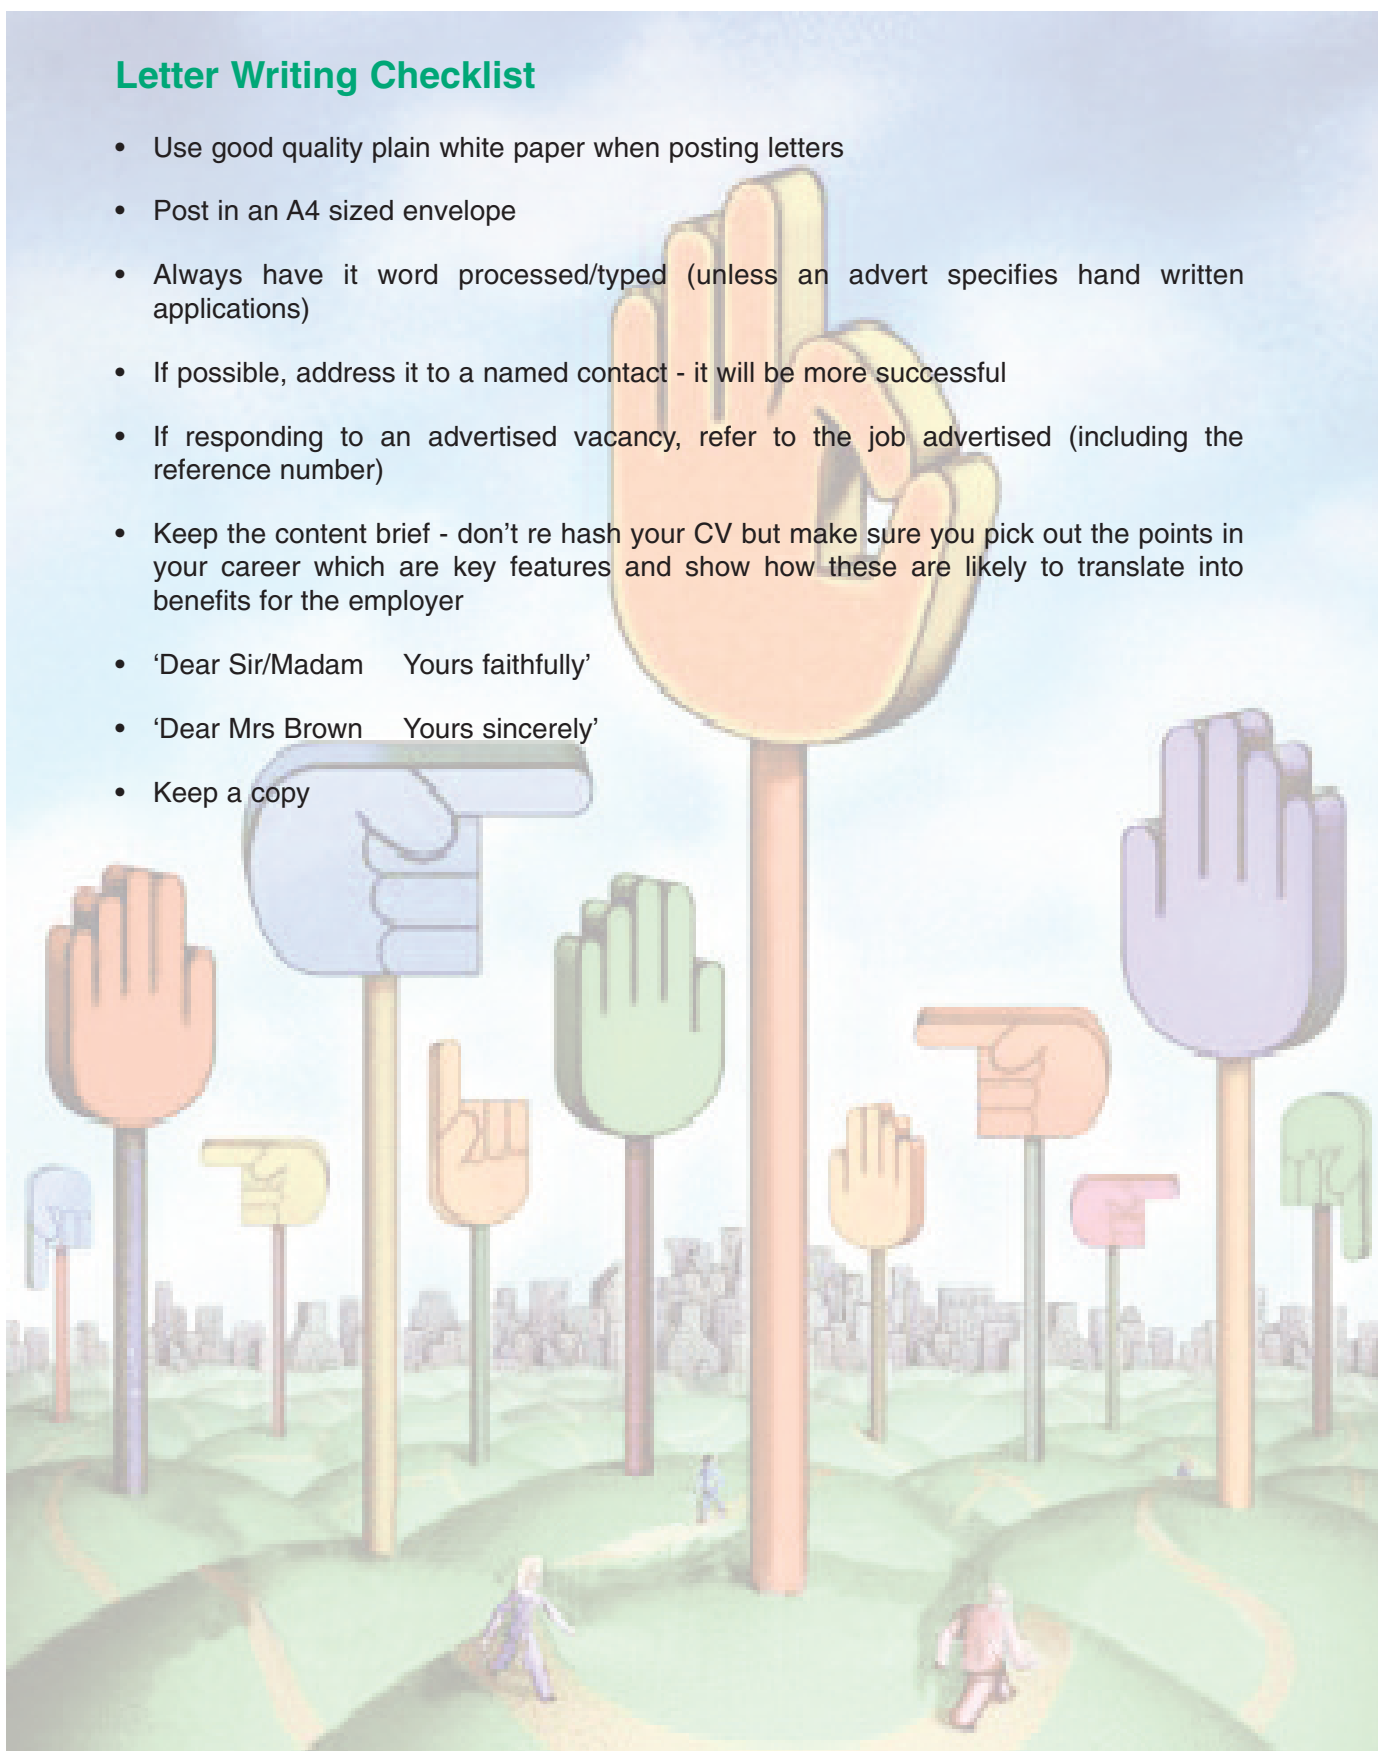 Letter Writing Checklist
• Use good quality plain white paper when posting letters
• Post in an A4 sized envelope
• Always have it word processed/typed (unless an advert specifies hand written
applications)
• If possible, address it to a named contact - it will be more successful
• If responding to an advertised vacancy, refer to the job advertised (including the
reference number)
• Keep the content brief - don’t re hash your CV but make sure you pick out the points in
your career which are key features and show how these are likely to translate into
benefits for the employer
• ‘Dear Sir/Madam Yours faithfully’
• ‘Dear Mrs Brown Yours sincerely’
• Keep a copy